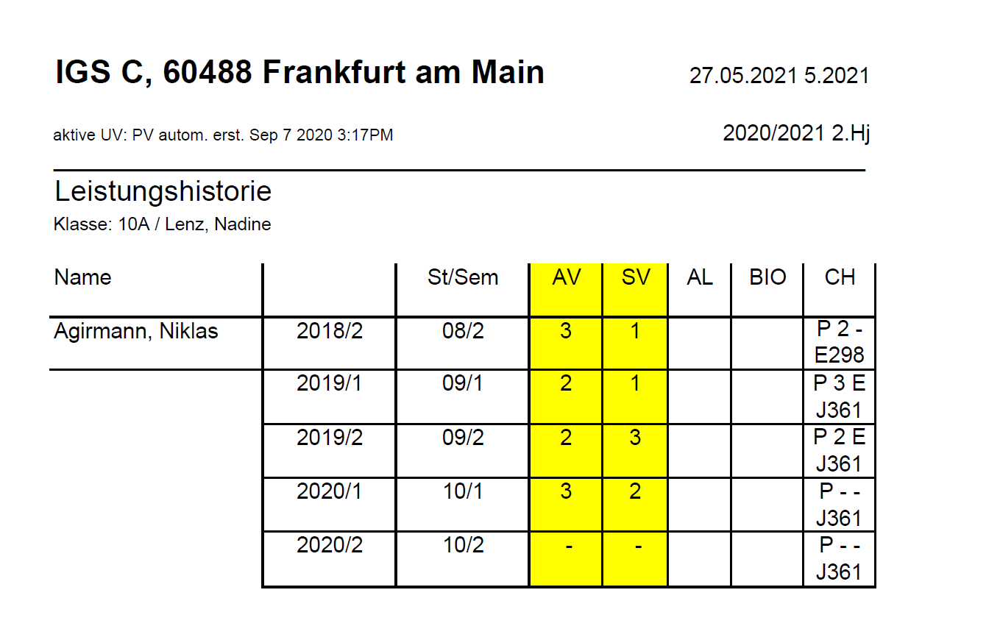 IGS C, 60488 Frankfurt am Main 27.05.2021 5.2021
aktive UV: PV autom. erst. Sep 7 2020 3:17PM 2020/2021 2.Hj
Leistungshistorie
Klasse: 10A / Lenz, Nadine
Name St/Sem AV SV AL BIO CH
Agirmann, Niklas 2018/2 08/2 3 1 P 2 -
E298
2019/1 09/1 2 1 P 3 E
J361
2019/2 09/2 2 3 P 2 E
J361
2020/1 10/1 3 2 P - -
J361
2020/2 10/2 - - P - -
J361